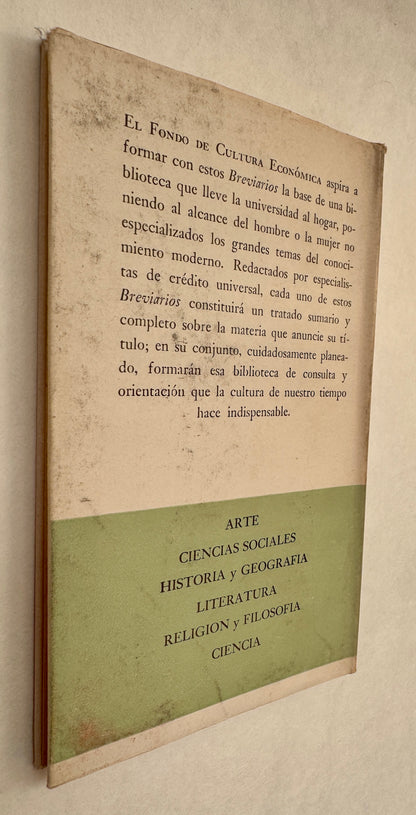 EL FONDO DE CULTURA ECONÓMICA aspira a
formar con estos Breviarios la base de una bi-
blioteca que lleve la universidad al hogar, po-
niendo al alcance del hombre o la mujer no
especializados los grandes temas del conoci-
miento moderno. Redactados por especialis-
tas de crédito universal, cada uno de estos
Breviarios constituirá un tratado sumario y
completo sobre la materia que anuncie su tí-
tulo; en su conjunto, cuidadosamente planea-
do, formarán esa biblioteca de consulta y
orientación que la cultura de nuestro tiempo
hace indispensable.
ARTE
CIENCIAS SOCIALES
HISTORIA y GEOGRAFIA
LITERATURA
RELIGION y FILOSOFIA
CIENCIA